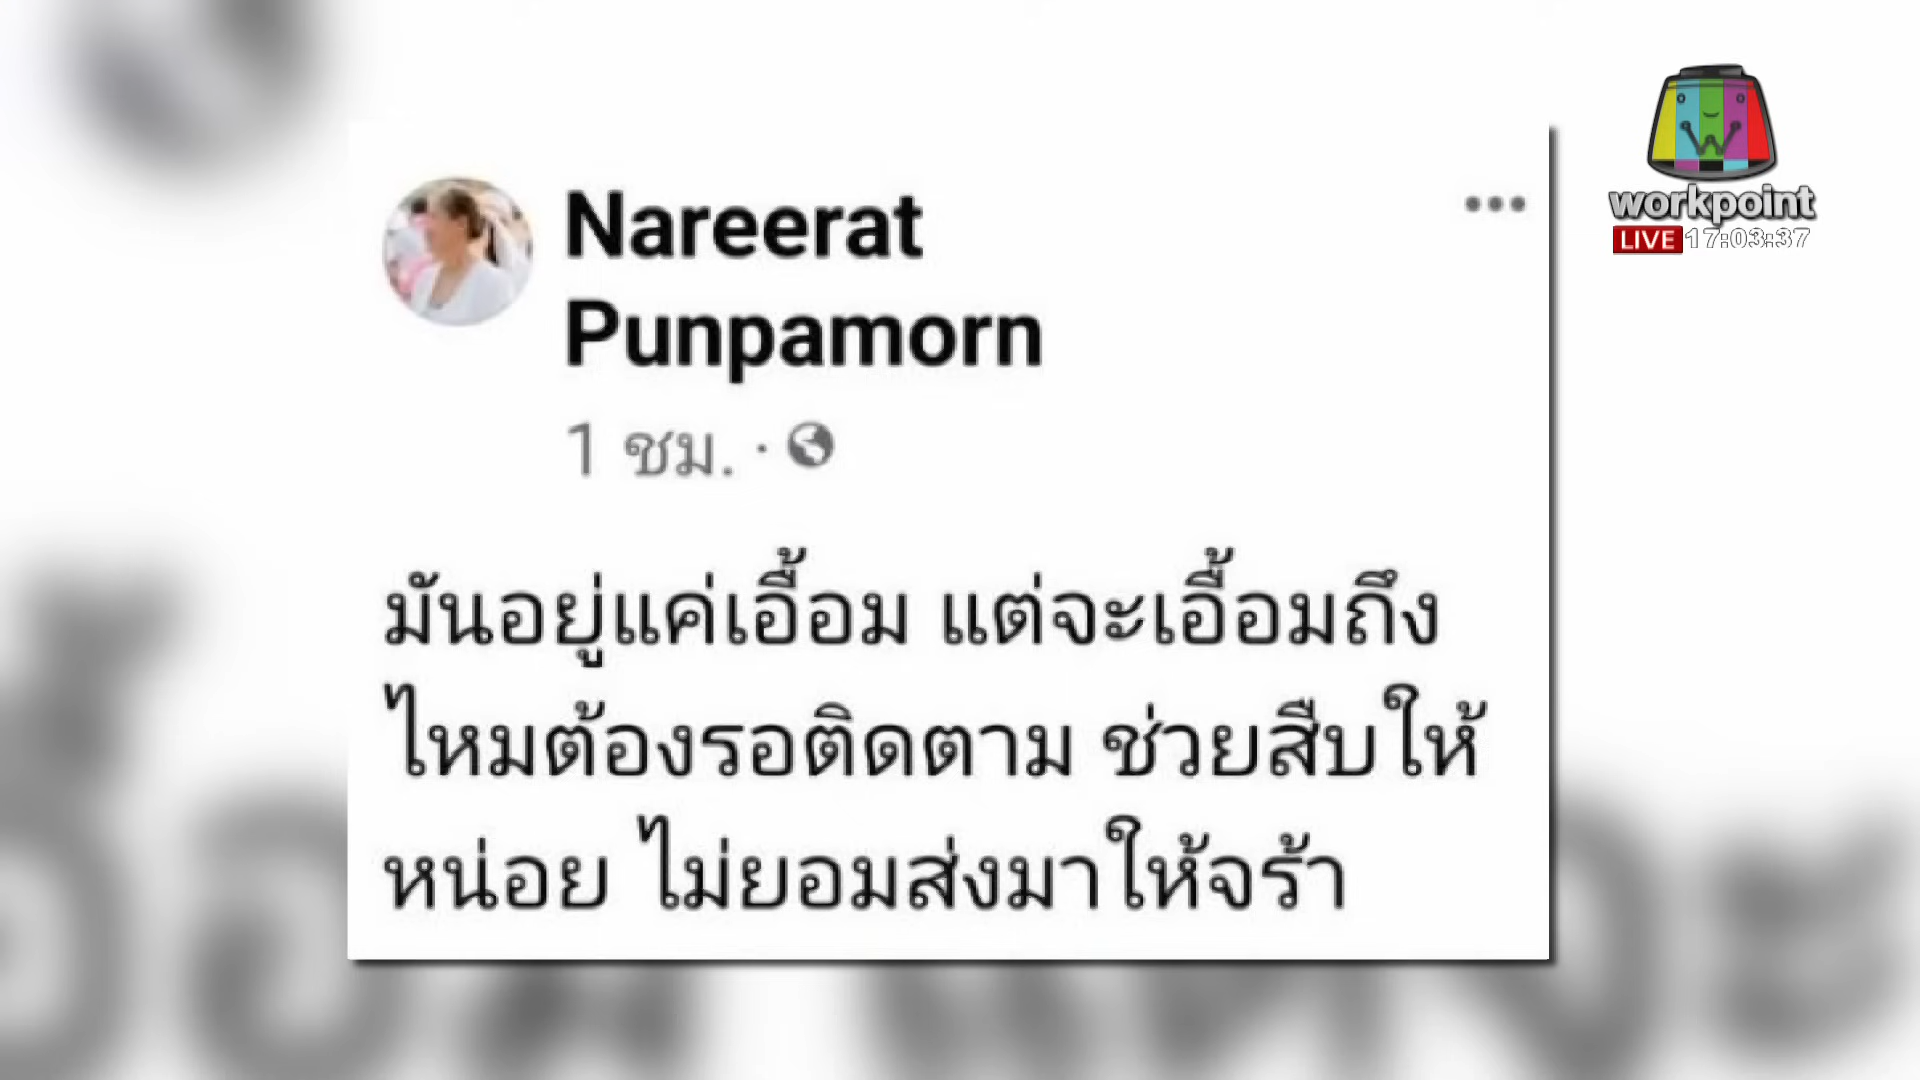 workpoint
LIVE 17:03:37
Nareerat
Punpamorn
1 ชม. ·
มันอยู่แค่เอื้อม แต่จะเอื้อมถึง
ไหมต้องรอติดตาม ช่วยสืบให้
หน่อย ไม่ยอมส่งมาให้จร้า